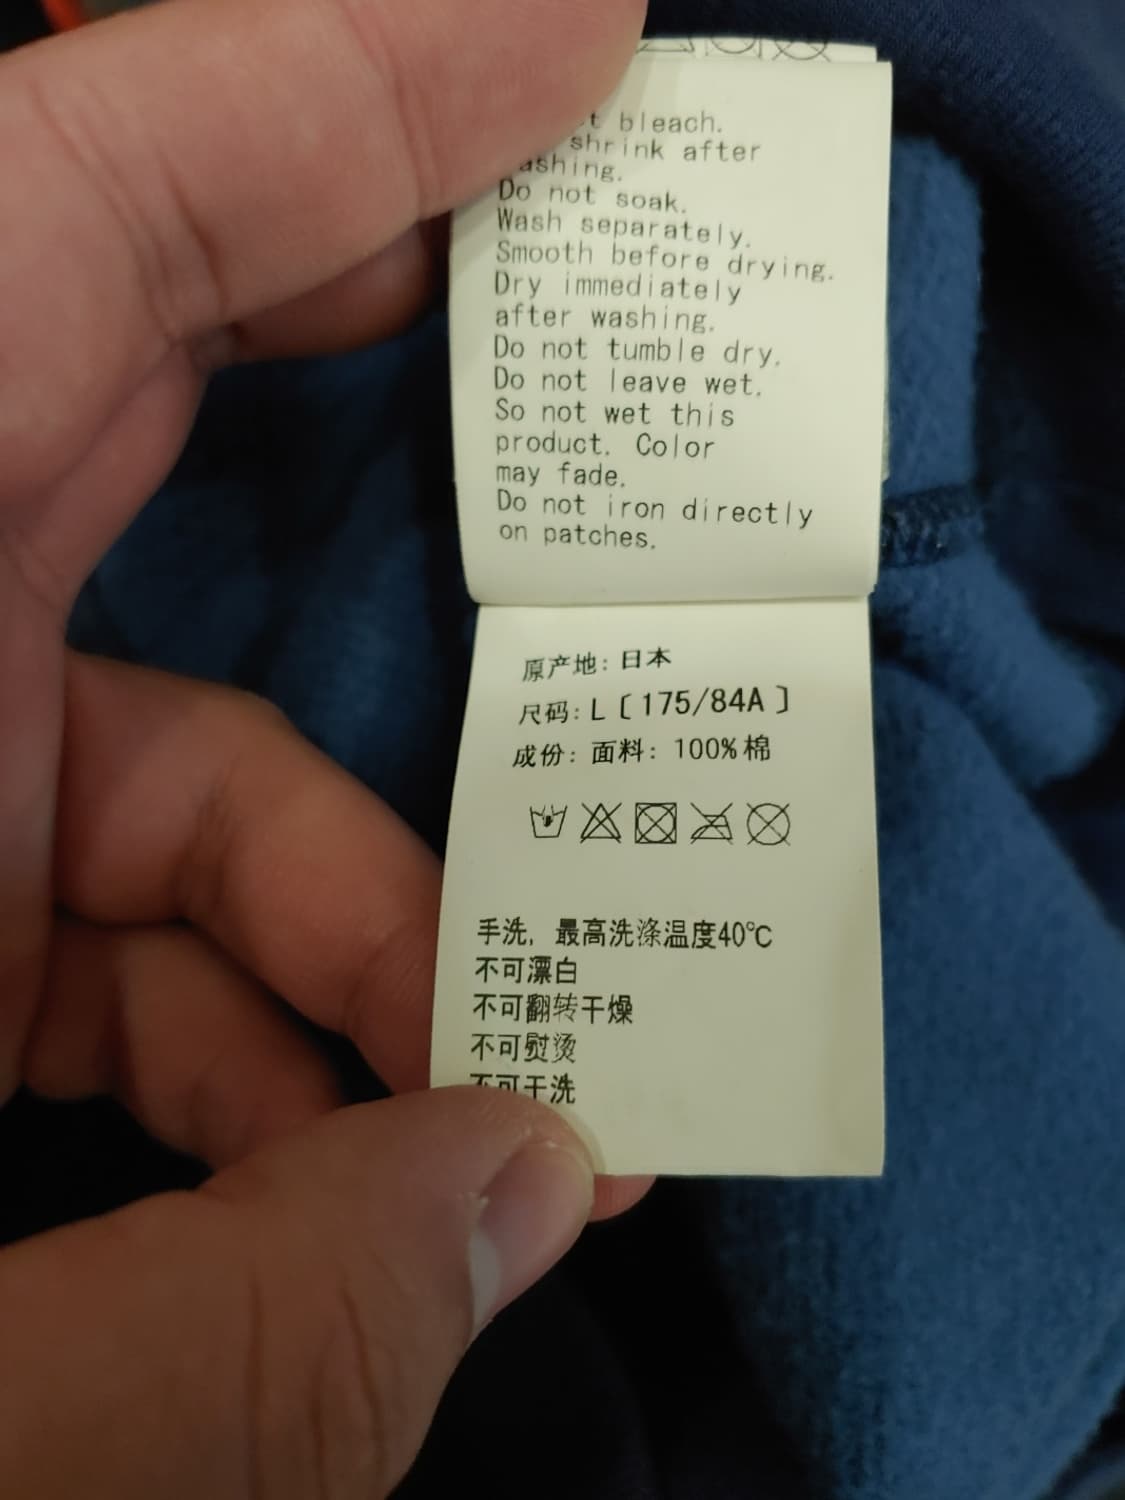 bleach.
shrink after
Do not soak.
Wash separately.
Smooth before drying.
Dry immediately
after washing.
Do not tumble dry.
Do not leave wet.
So not wet this
product. Color
may fade.
Do not iron directly
on patches.
原产地: 日本
尺码: L〔175/84A〕
成份: 面料: 100%棉
手洗, 最高洗涤温度40℃
不可漂白
不可翻转干燥
不可熨烫
不可干洗